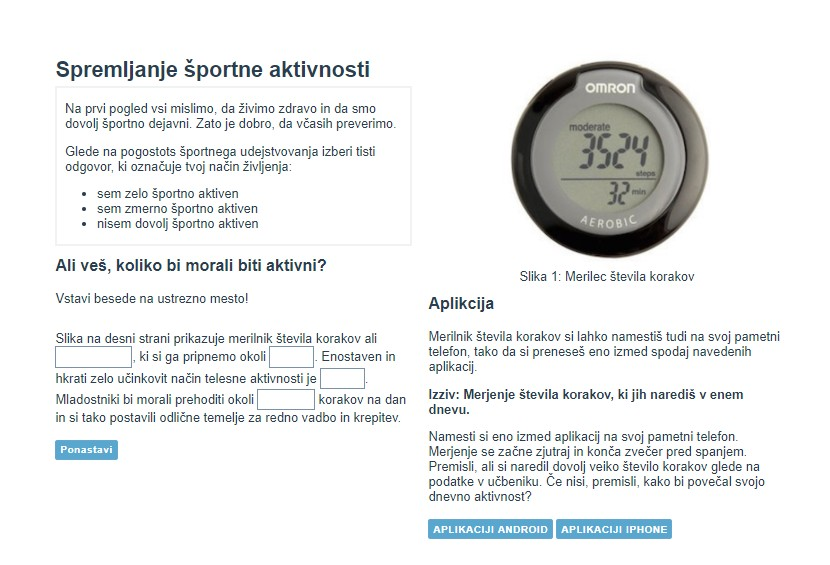 Spremljanje športne aktivnosti
Na prvi pogled vsi mislimo, da živimo zdravo in da smo
dovolj športno dejavni. Zato je dobro, da včasih preverimo.
Glede na pogostots športnega udejstvovanja izberi tisti
odgovor, ki označuje tvoj način življenja:
• sem zelo športno aktiven
• sem zmerno športno aktiven
• nisem dovolj športno aktiven
Ali veš, koliko bi morali biti aktivni?
Vstavi besede na ustrezno mesto!
Slika na desni strani prikazuje merilnik števila korakov ali
, ki si ga pripnemo okoli . Enostaven in
hkrati zelo učinkovit način telesne aktivnosti je .
Mladostniki bi morali prehoditi okoli korakov na dan
in si tako postavili odlične temelje za redno vadbo in krepitev.
Ponastavi
OMRON
moderate
3524
steps
32 min
AEROBIC
Slika 1: Merilec števila korakov
Aplikcija
Merilnik števila korakov si lahko namestiš tudi na svoj pametni
telefon, tako da si preneseš eno izmed spodaj navedenih
aplikacij.
Izziv: Merjenje števila korakov, ki jih narediš v enem
dnevu.
Namesti si eno izmed aplikacij na svoj pametni telefon.
Merjenje se začne zjutraj in konča zvečer pred spanjem.
Premisli, ali si naredil dovolj veiko število korakov glede na
podatke v učbeniku. Če nisi, premisli, kako bi povečal svojo
dnevno aktivnost?
APLIKACIJI ANDROID APLIKACIJI IPHONE